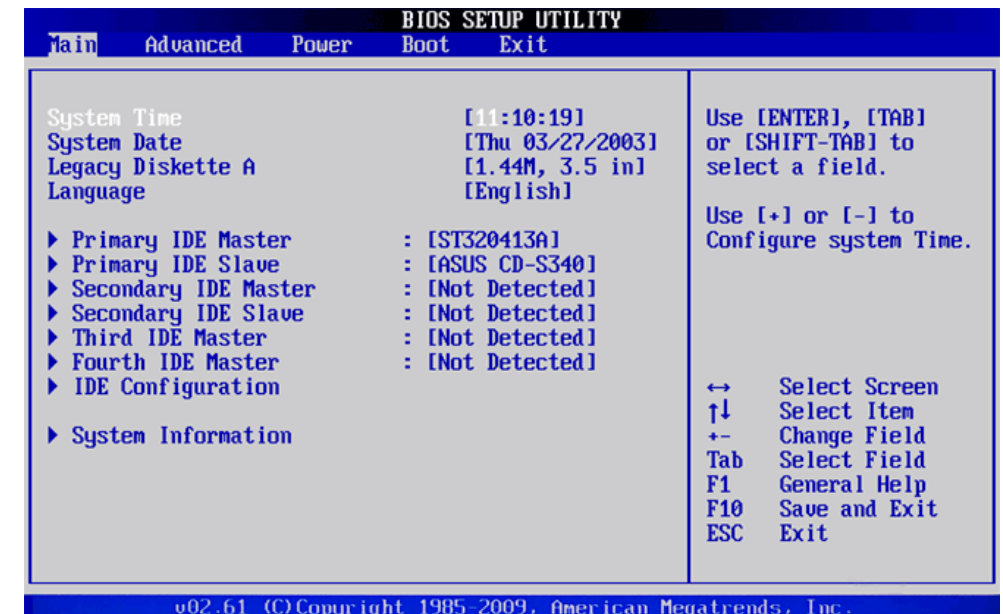 BIOS SETUP UTILITY
Main Advanced Power Boot Exit
System Time [11:10:19]
System Date [Thu 03/27/2003]
Legacy Diskette A [1.44M, 3.5 in]
Language [English]
Primary IDE Master : [ST320413A]
Primary IDE Slave : [ASUS CD-S340]
Secondary IDE Master : [Not Detected]
Secondary IDE Slave : [Not Detected]
Third IDE Master : [Not Detected]
Fourth IDE Master : [Not Detected]
IDE Configuration
System Information
Use [ENTER], [TAB]
or [SHIFT-TAB] to
select a field.
Use [+] or [-] to
Configure system Time.
↔ Select Screen
↑↓ Select Item
+- Change Field
Tab Select Field
F1 General Help
F10 Save and Exit
ESC Exit
v02.61 (C)Copyright 1985-2009, American Megatrends, Inc.